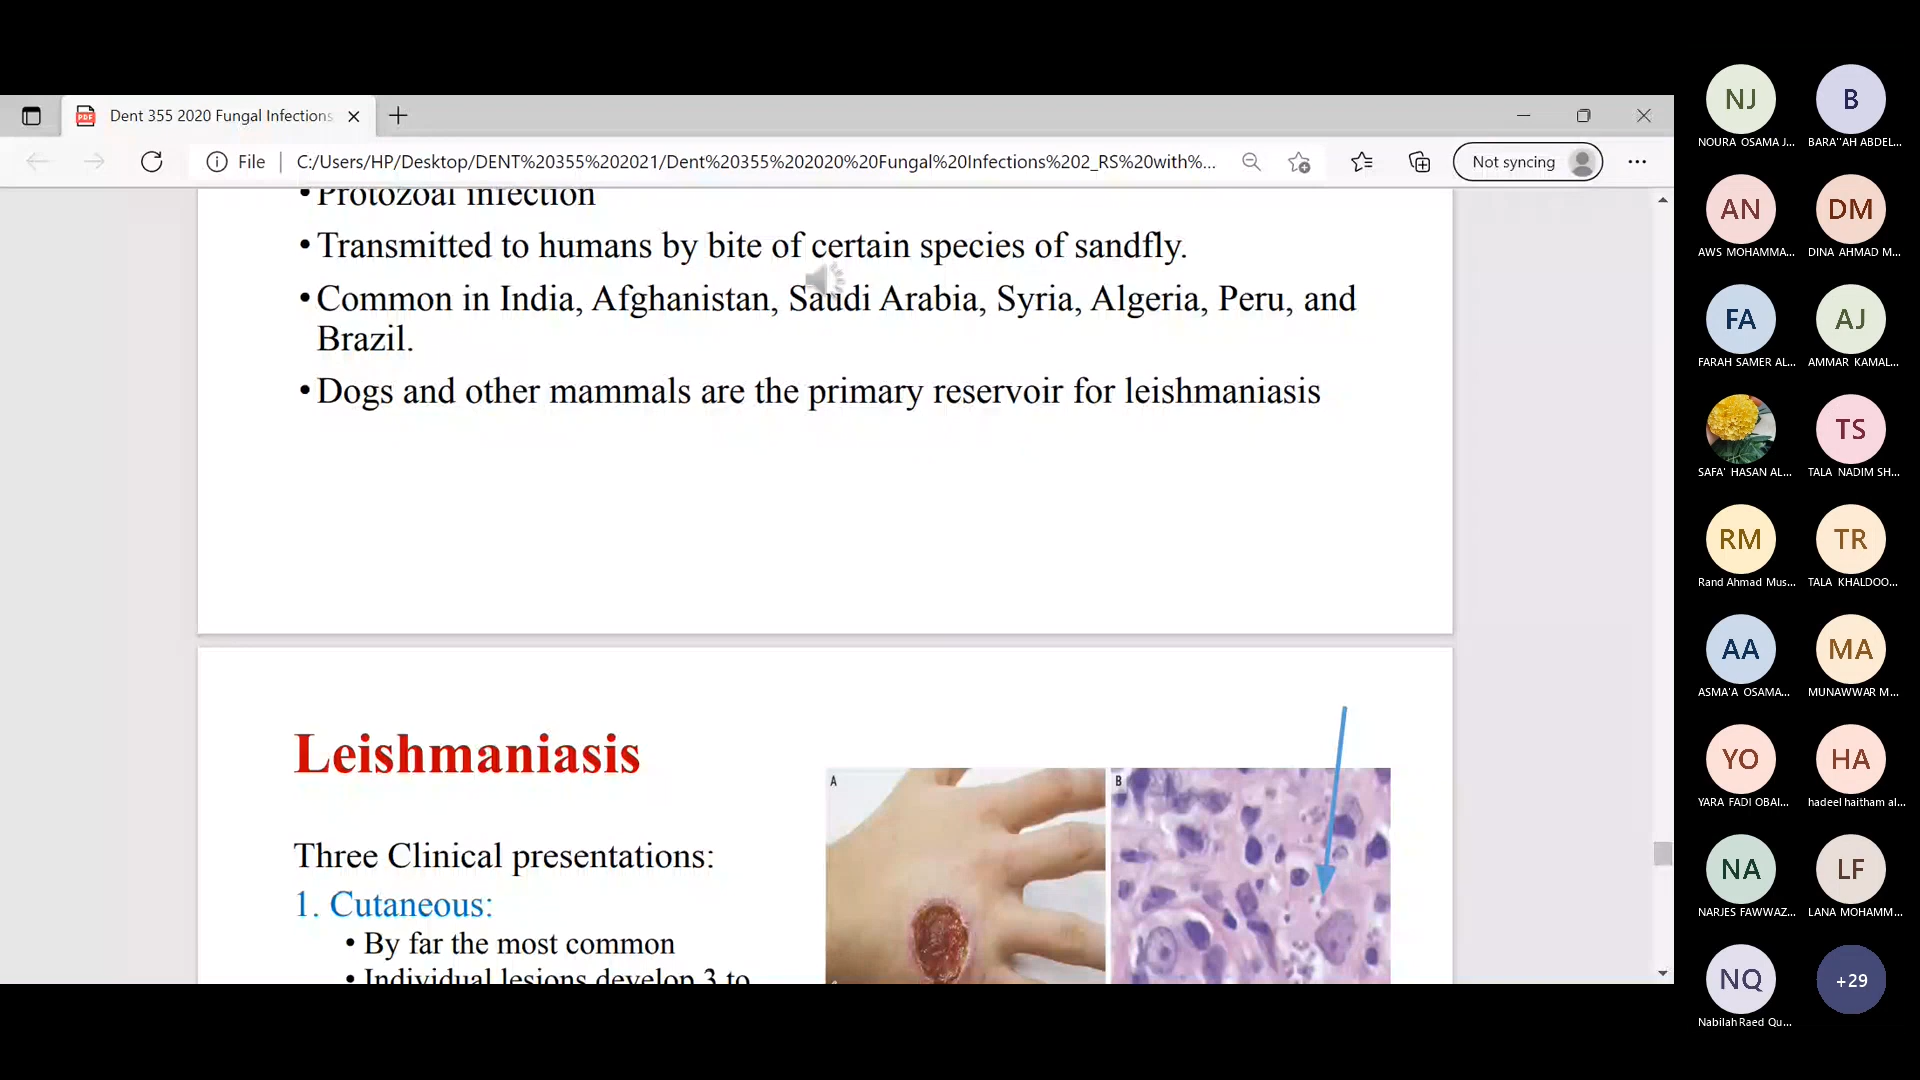 Dent 355 2020 Fungal Infections
File
C:/Users/HP/Desktop/DENT%20355%202021/Dent%20355%202020%20Fungal%20Infections%202_RS%20with%...
Not syncing
• Protozoal infection
• Transmitted to humans by bite of certain species of sandfly.
• Common in India, Afghanistan, Saudi Arabia, Syria, Algeria, Peru, and
Brazil.
• Dogs and other mammals are the primary reservoir for leishmaniasis
Leishmaniasis
Three Clinical presentations:
1. Cutaneous:
• By far the most common
• Individual lesions develop 3 to
A
B
NJ
NOURA OSAMA J...
B
BARA''AH ABDEL...
AN
AWS MOHAMMA...
DM
DINA AHMAD M...
FA
FARAH SAMER AL...
AJ
AMMAR KAMAL...
SAFA' HASAN AL...
TS
TALA NADIM SH...
RM
Rand Ahmad Mus...
TR
TALA KHALDOO...
AA
ASMA'A OSAMA...
MA
MUNAWWAR M...
YO
YARA FADI OBAI...
HA
hadeel haitham al...
NA
NARJES FAWWAZ...
LF
LANA MOHAMM...
NQ
Nabilah Raed Qu...
+29